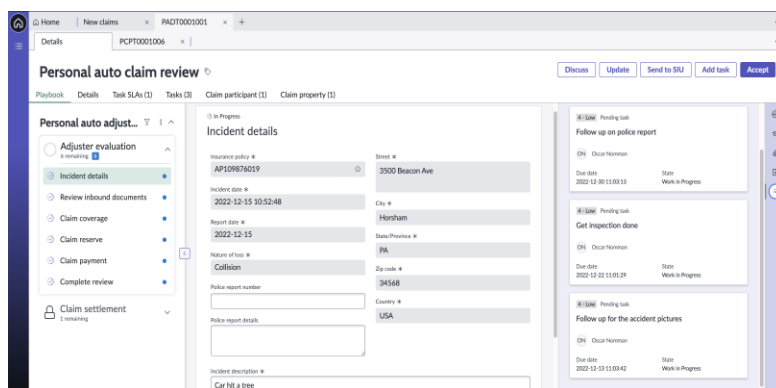 Home New claims × PADT0001001 × +
Details PCPT0001006 ×
Personal auto claim review
Discuss Update Send to SIU Add task Accept
Playbook Details Task SLAs (1) Tasks (3) Claim participant (1) Claim property (1)
Personal auto adjust...
Adjuster evaluation
6 remaining
Incident details
Review inbound documents
Claim coverage
Claim reserve
Claim payment
Complete review
Claim settlement
1 remaining
In Progress
Incident details
Insurance policy *
AP109876019
Incident date *
2022-12-15 10:52:48
Report date *
2022-12-15
Nature of loss *
Collision
Police report number
Police report details
Incident description *
Car hit a tree
Street *
3500 Beacon Ave
City *
Horsham
State/Province *
PA
Zip code *
34568
Country *
USA
4 - Low Pending task
Follow up on police report
ON Oscar Nomman
Due date State
2022-12-30 11:03:13 Work in Progress
4 - Low Pending task
Get inspection done
ON Oscar Nomman
Due date State
2022-12-22 11:01:29 Work in Progress
4 - Low Pending task
Follow up for the accident pictures
ON Oscar Nomman
Due date State
2022-12-13 11:03:42 Work in Progress